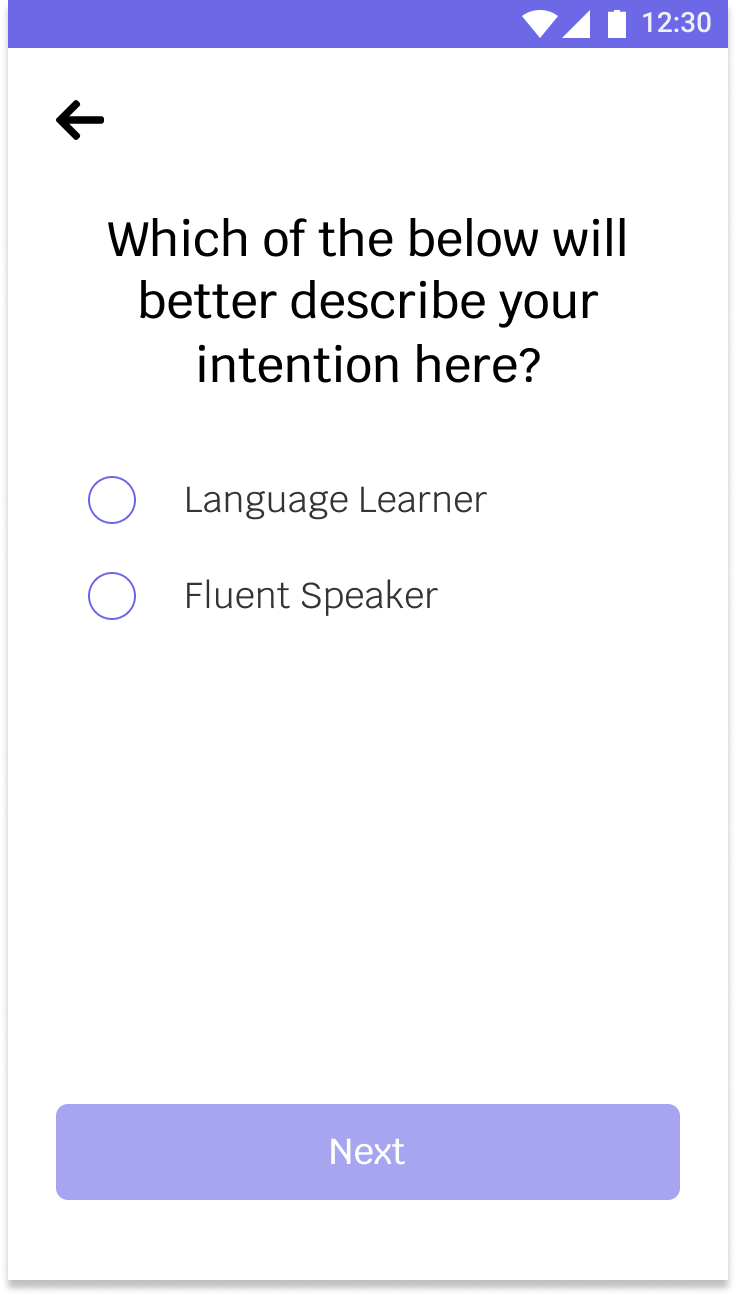 12:30
Which of the below will
better describe your
intention here?
Language Learner
Fluent Speaker
Next